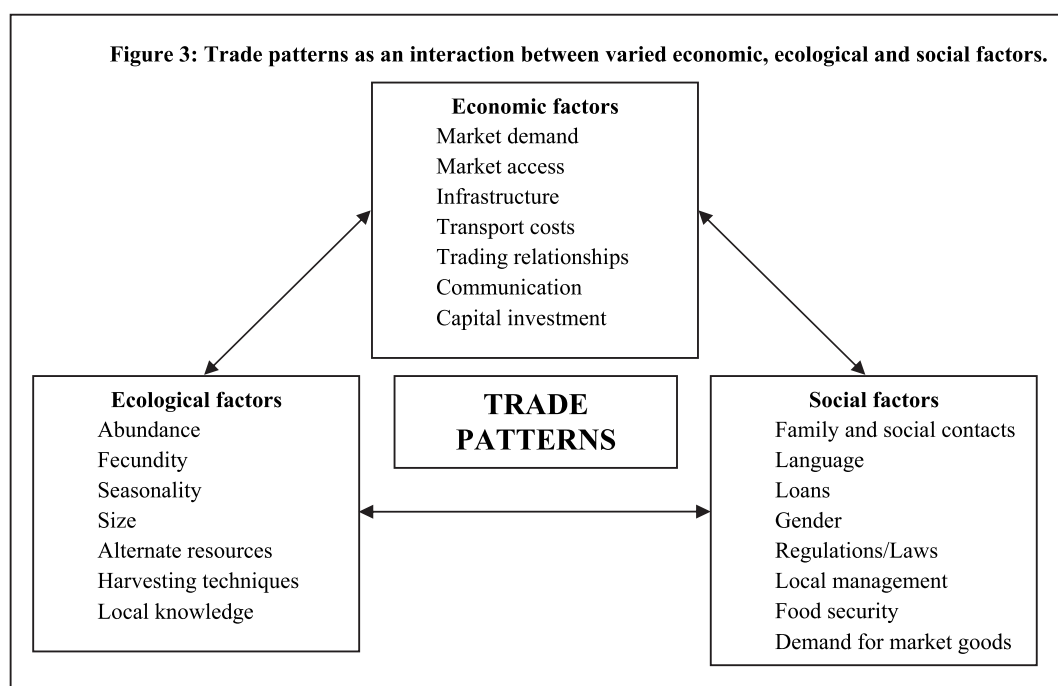 Figure 3: Trade patterns as an interaction between varied economic, ecological and social factors.
Economic factors
Market demand
Market access
Infrastructure
Transport costs
Trading relationships
Communication
Capital investment
Ecological factors
Abundance
Fecundity
Seasonality
Size
Alternate resources
Harvesting techniques
Local knowledge
TRADE
PATTERNS
Social factors
Family and social contacts
Language
Loans
Gender
Regulations/Laws
Local management
Food security
Demand for market goods